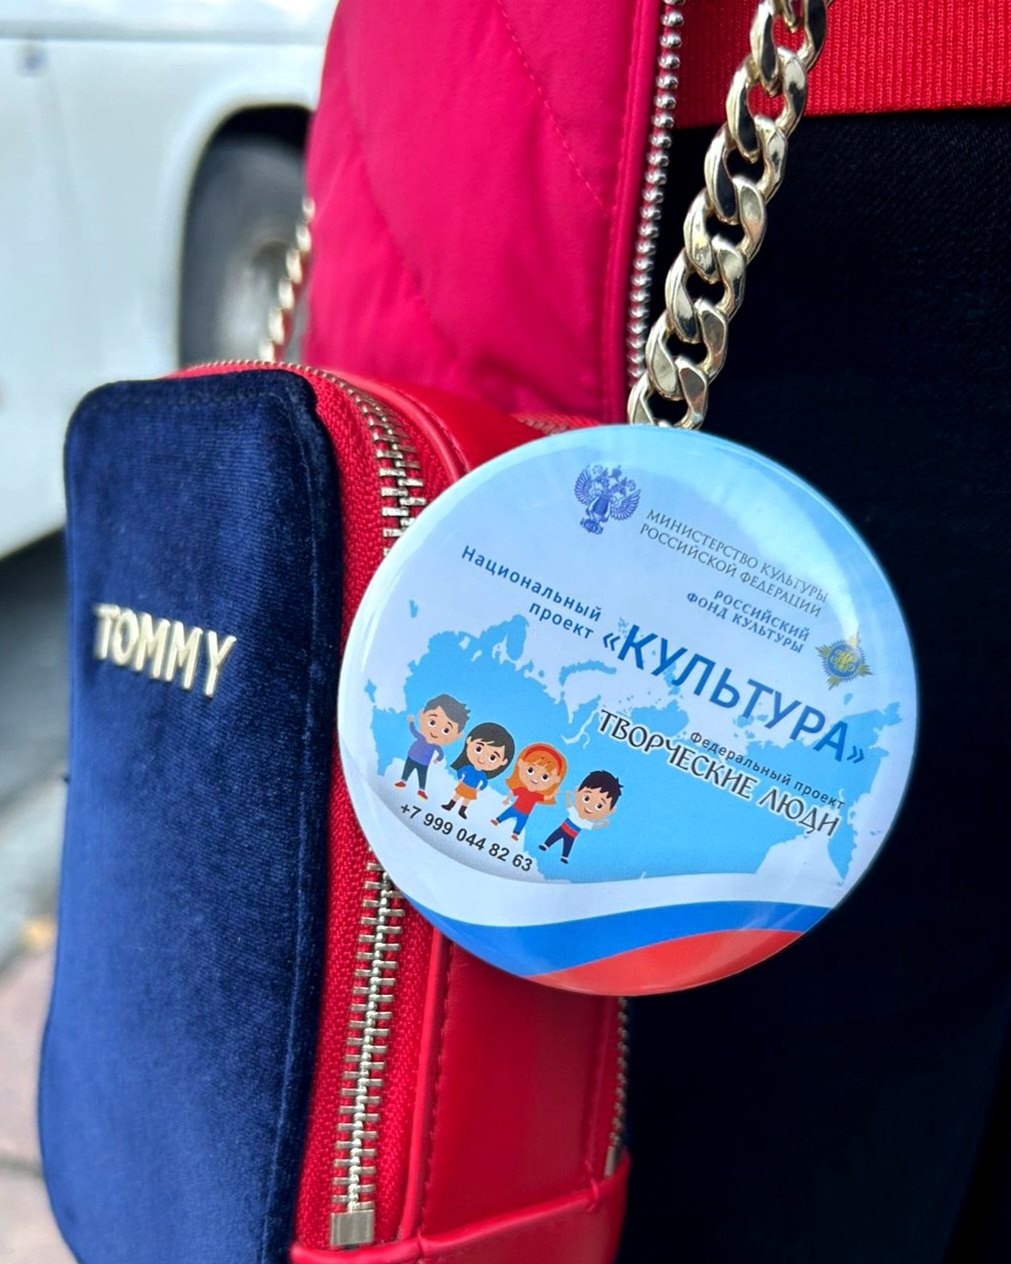 TOMMY
МИНИСТЕРСТВО КУЛЬТУРЫ
РОССИЙСКОЙ ФЕДЕРАЦИИ
РОССИЙСКИЙ
ФОНД КУЛЬТУРЫ
Национальный
проект «КУЛЬТУРА»
Федеральный проект
ТВОРЧЕСКИЕ ЛЮДИ
+7 999 044 82 63